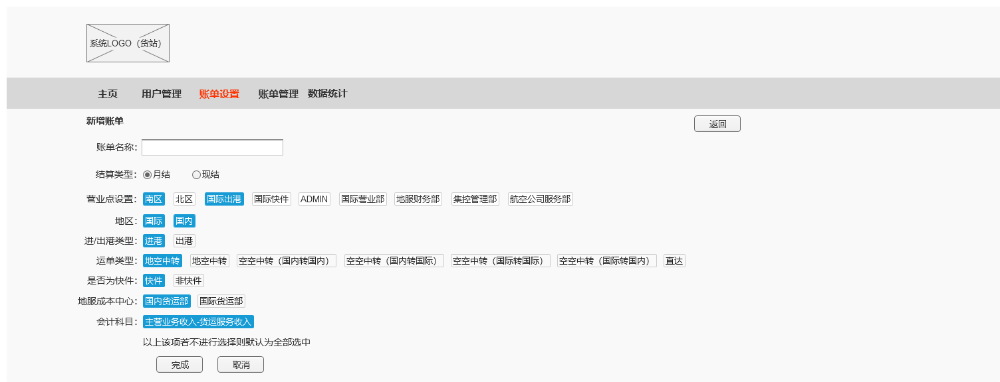 系统LOGO（货站）
主页 用户管理 账单设置 账单管理 数据统计
新增账单 返回
账单名称：
结算类型： 月结 现结
营业点设置： 南区 北区 国际出港 国际快件 ADMIN 国际营业部 地服财务部 集控管理部 航空公司服务部
地区： 国际 国内
进/出港类型： 进港 出港
运单类型： 地空中转 地空中转 空空中转（国内转国内） 空空中转（国内转国际） 空空中转（国际转国际） 空空中转（国际转国内） 直达
是否为快件： 快件 非快件
地服成本中心： 国内货运部 国际货运部
会计科目： 主营业务收入-货运服务收入
以上该项若不进行选择则默认为全部选中
完成 取消